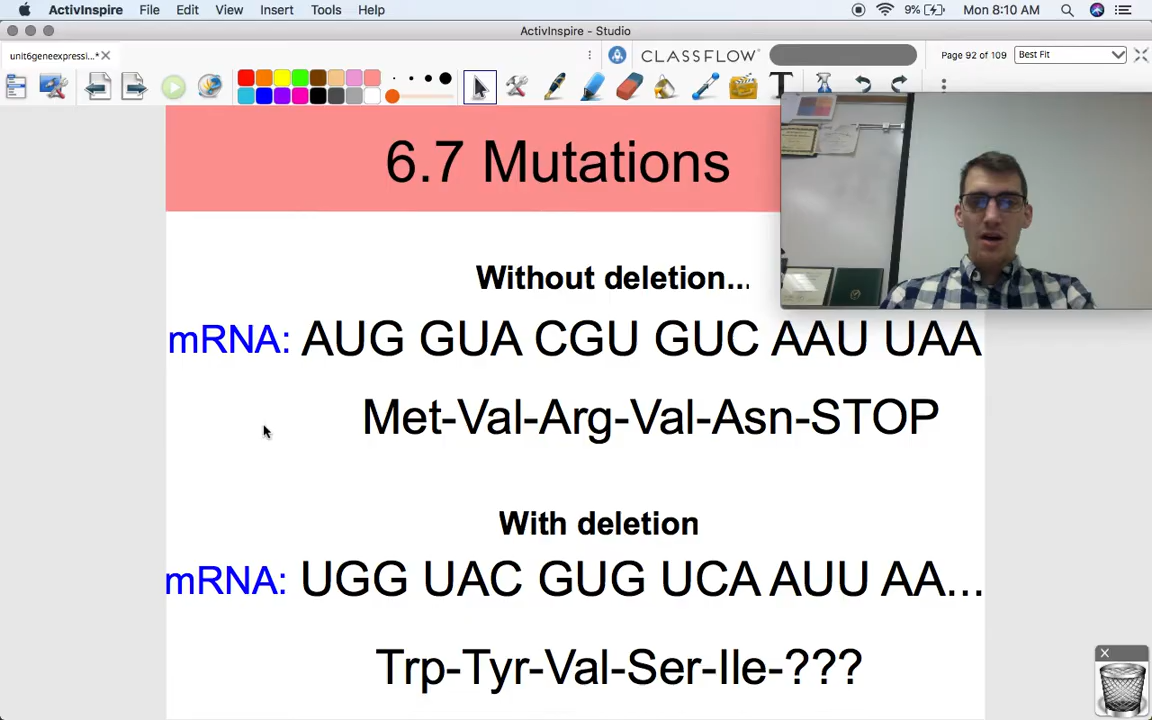 ActivInspire File Edit View Insert Tools Help 9% Mon 8:10 AM
ActivInspire - Studio
unit6geneexpressi...* CLASSFLOW Page 92 of 109 Best Fit
T
6.7 Mutations
Without deletion...
mRNA: AUG GUA CGU GUC AAU UAA
Met-Val-Arg-Val-Asn-STOP
With deletion
mRNA: UGG UAC GUG UCA AUU AA...
Trp-Tyr-Val-Ser-Ile-???